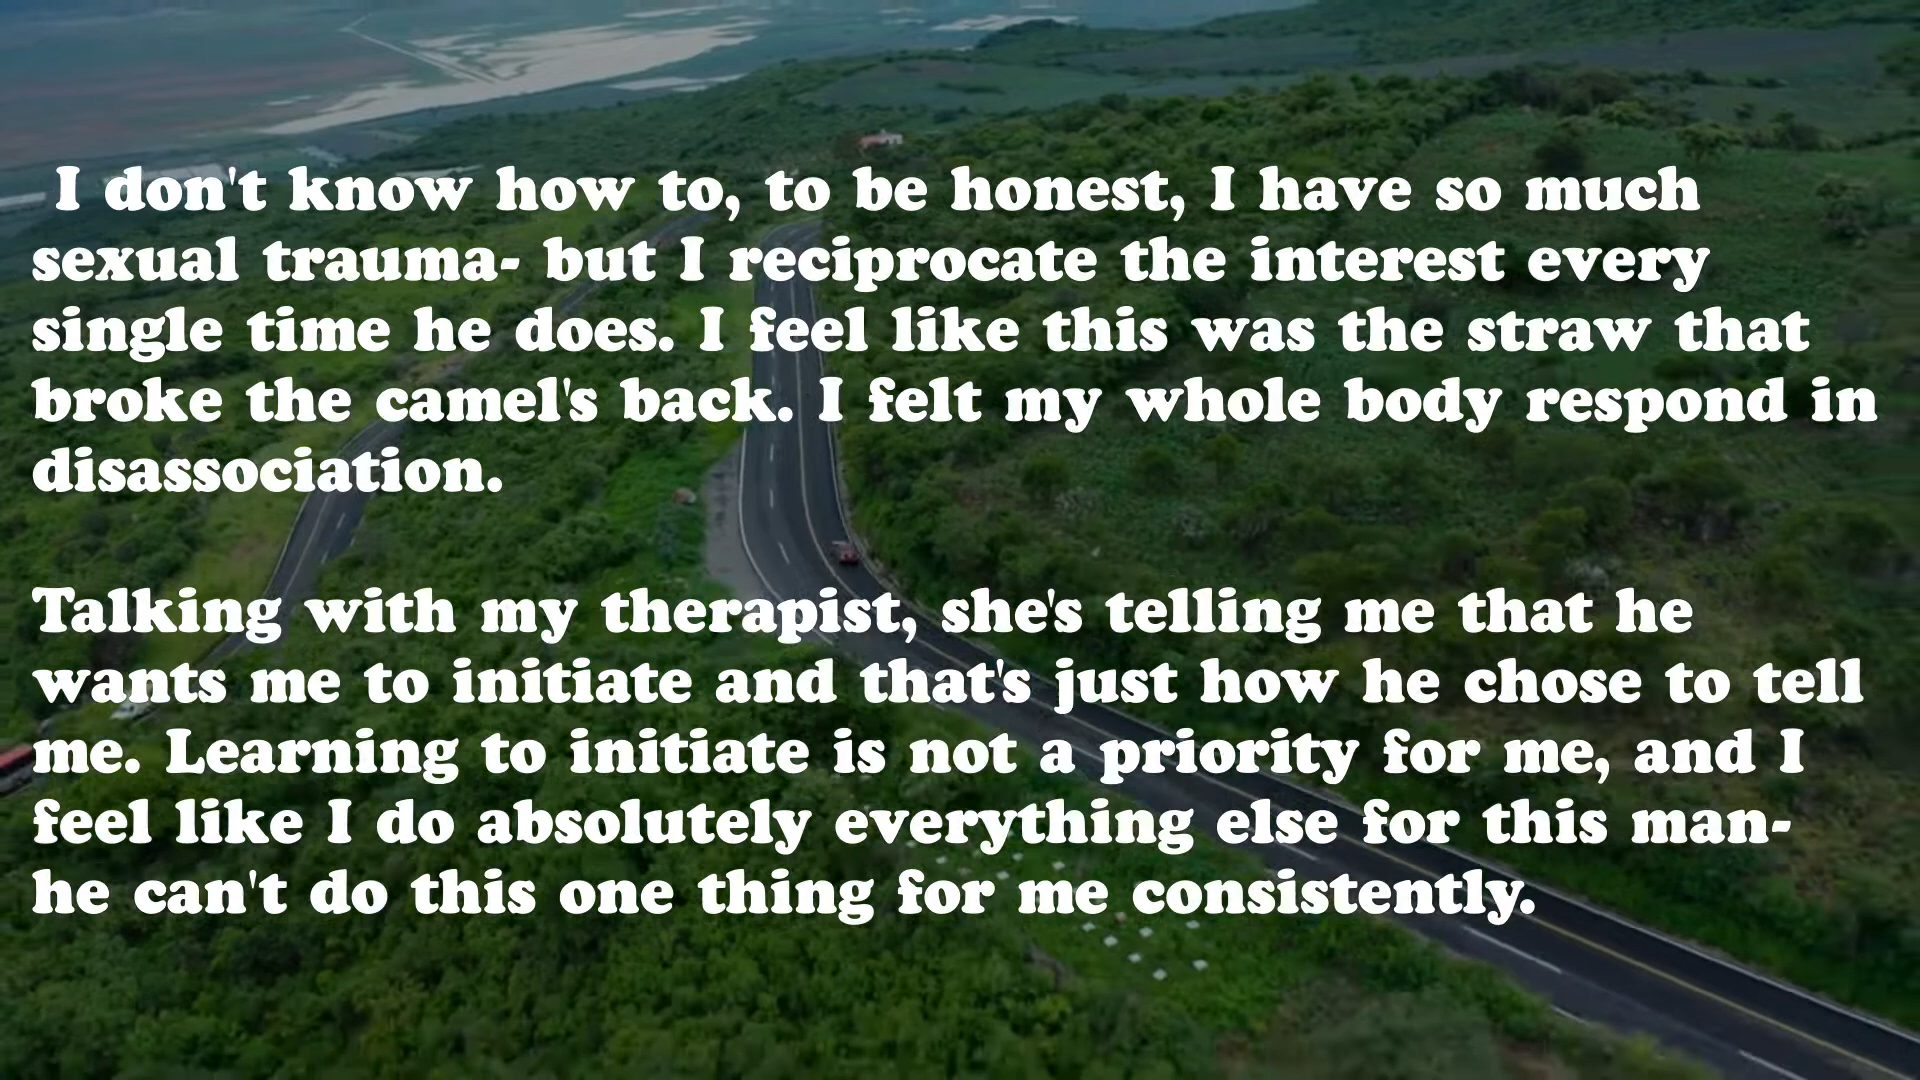 I don't know how to, to be honest, I have so much
sexual trauma- but I reciprocate the interest every
single time he does. I feel like this was the straw that
broke the camel's back. I felt my whole body respond in
disassociation.
Talking with my therapist, she's telling me that he
wants me to initiate and that's just how he chose to tell
me. Learning to initiate is not a priority for me, and I
feel like I do absolutely everything else for this man-
he can't do this one thing for me consistently.